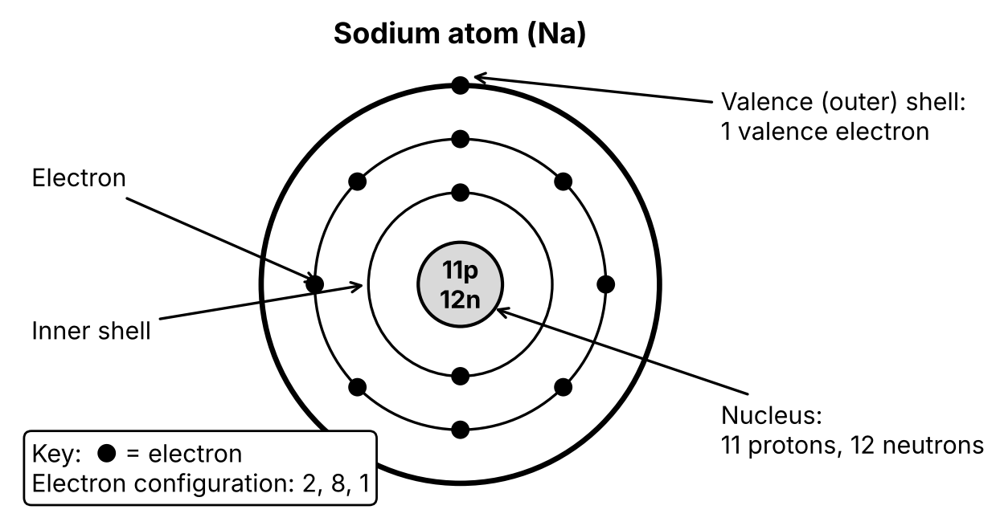 Sodium atom (Na)
Valence (outer) shell:
1 valence electron
Electron
11p
12n
Inner shell
Nucleus:
11 protons, 12 neutrons
Key: ● = electron
Electron configuration: 2, 8, 1